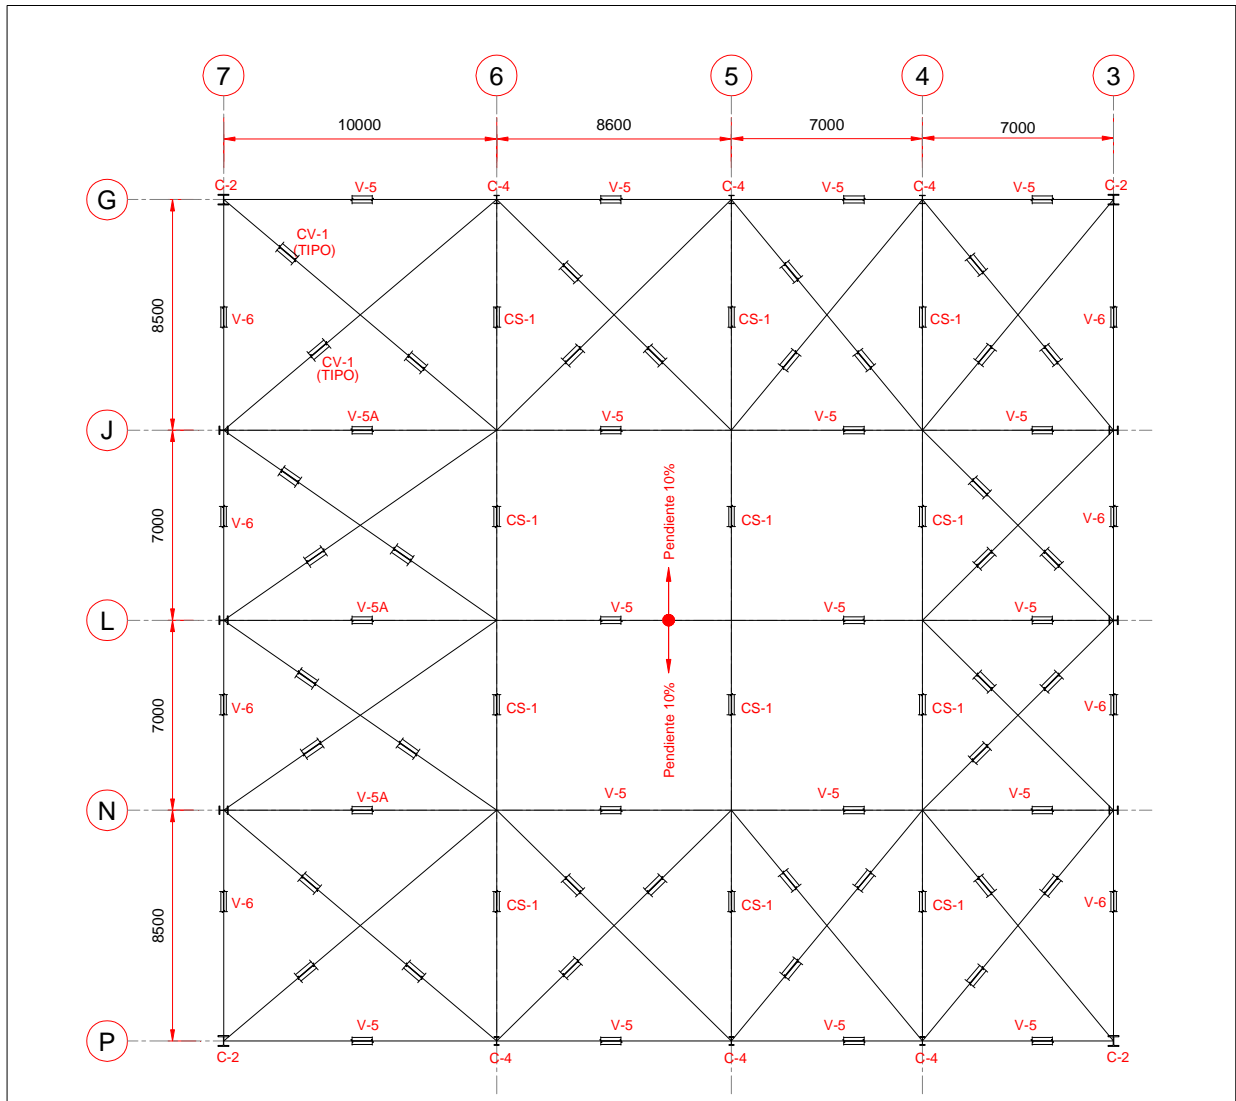 7 6 5 4 3
10000 8600 7000 7000
G
C-2 V-5 C-4 V-5 C-4 V-5 C-4 V-5 C-2
CV-1
(TIPO)
8500
V-6 CS-1 CS-1 CS-1 V-6
CV-1
(TIPO)
J
V-5A V-5 V-5 V-5
7000
Pendiente 10%
V-6 CS-1 CS-1 CS-1 V-6
L
V-5A V-5 V-5 V-5
7000
Pendiente 10%
V-6 CS-1 CS-1 CS-1 V-6
N
V-5A V-5 V-5 V-5
8500
V-6 CS-1 CS-1 CS-1 V-6
P
V-5 V-5 V-5 V-5
C-2 C-4 C-4 C-4 C-2